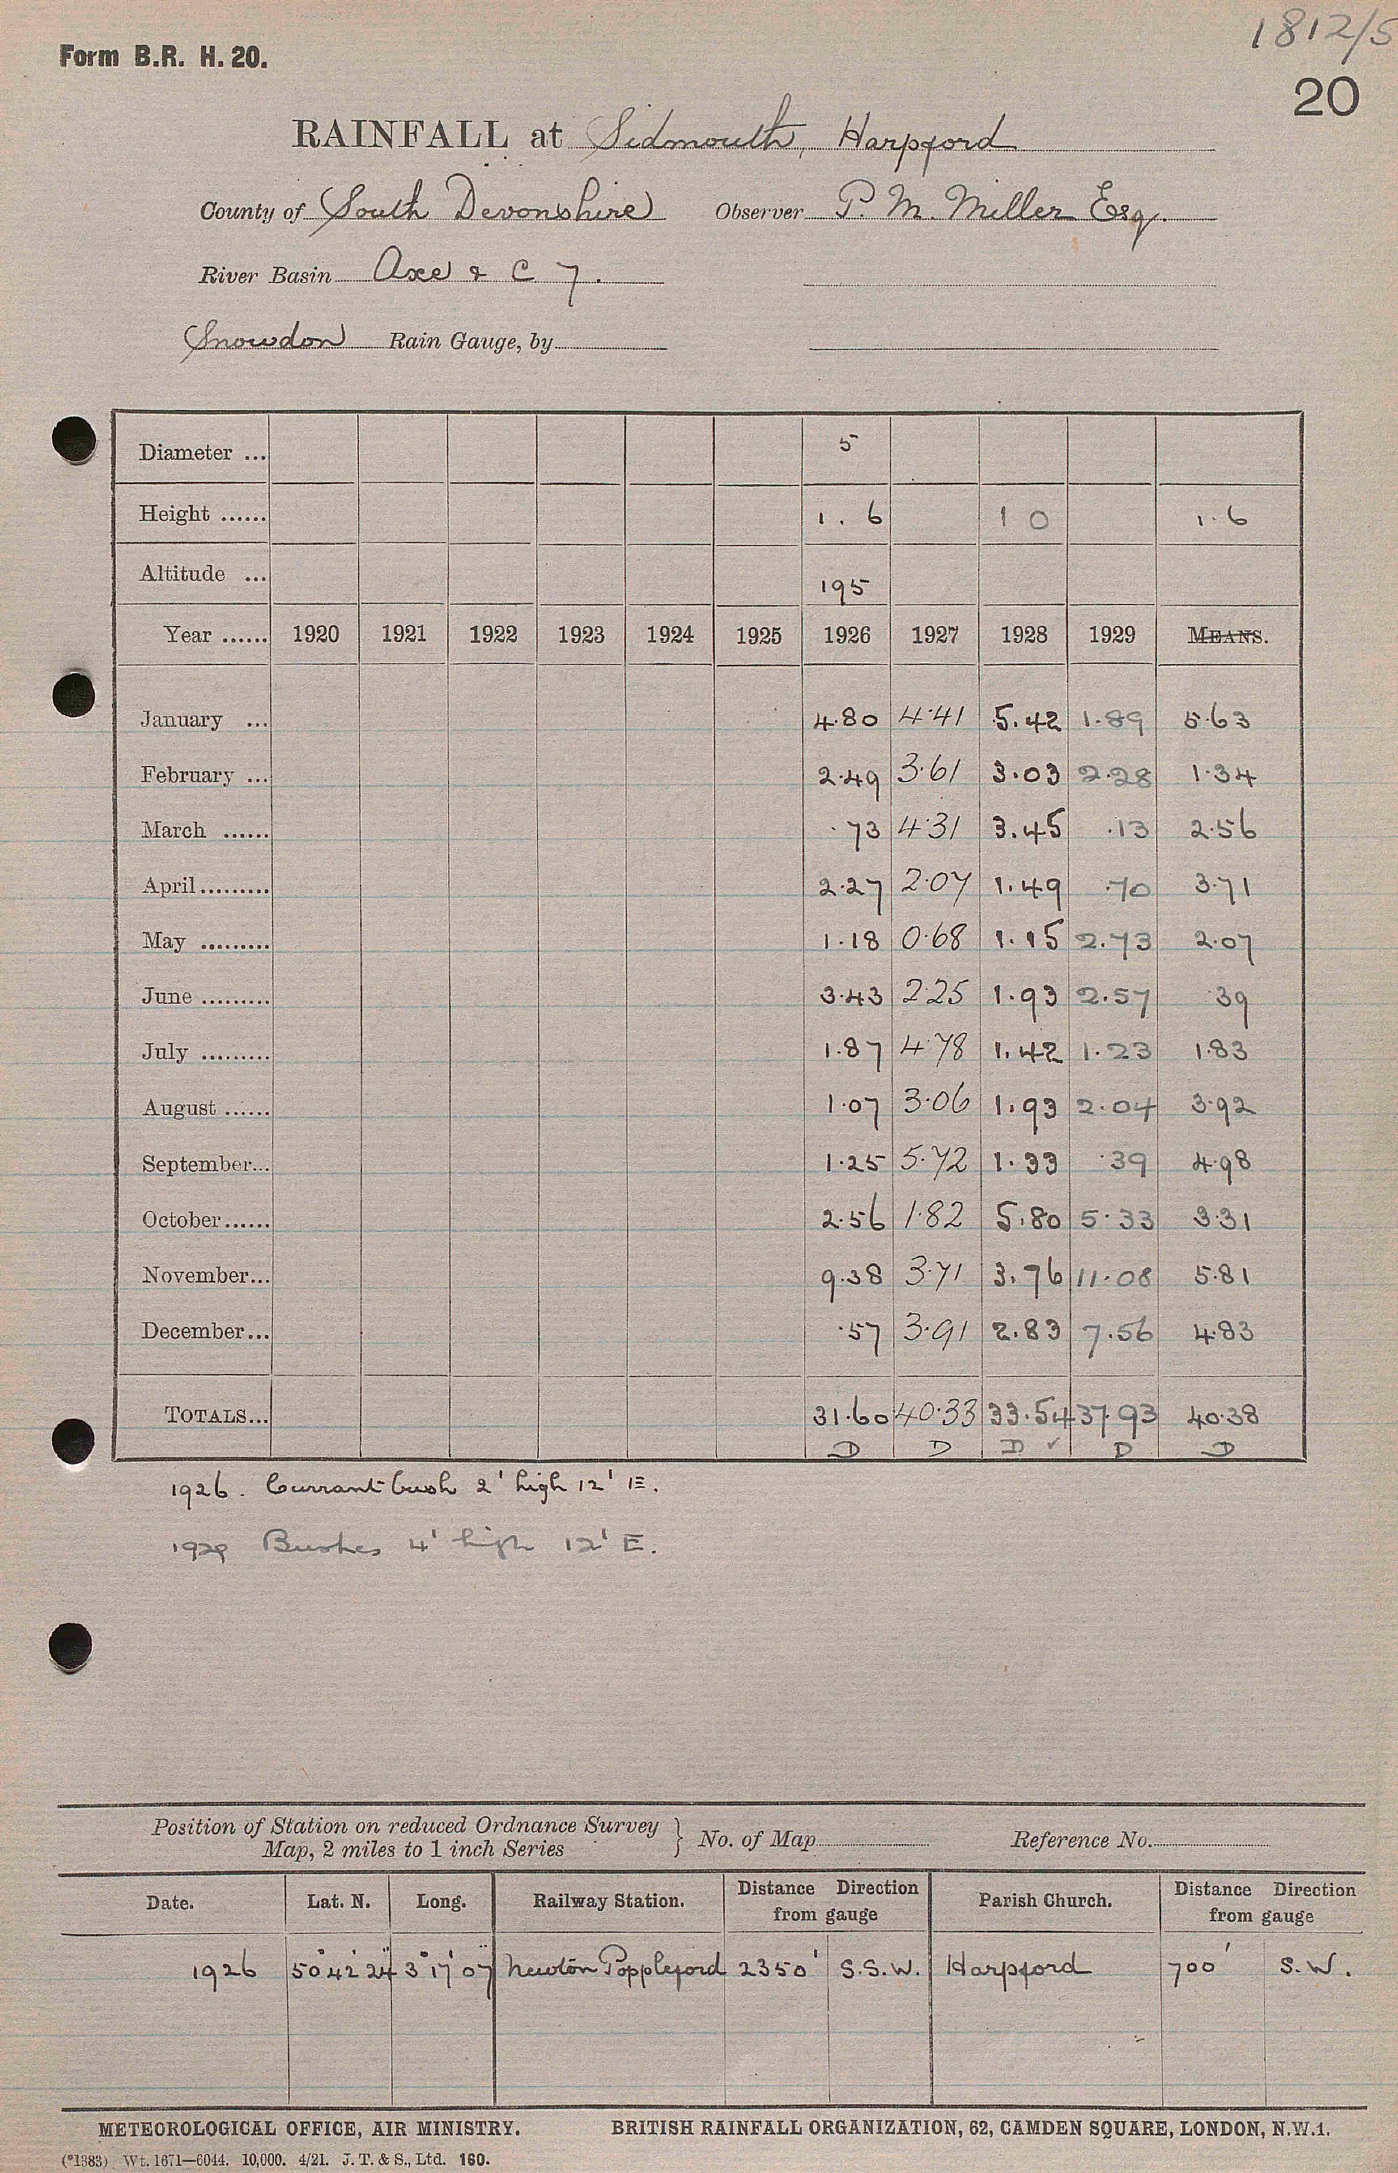 1812/5
Form B.R. H. 20.
20
RAINFALL at Sidmouth, Harpford
County of South Devonshire Observer P. M. Miller Esq.
River Basin Axe & C 7.
Snowdon Rain Gauge, by
Diameter ... 5
Height ...... 1. 6 1 0 1.6
Altitude ... 195
Year ...... 1920 1921 1922 1923 1924 1925 1926 1927 1928 1929 MEANS.
January ... 4.80 4.41 5.42 1.89 5.63
February ... 2.49 3.61 3.03 2.28 1.34
March ...... .73 4.31 3.45 .13 2.56
April......... 2.27 2.07 1.49 .70 3.71
May ......... 1.18 0.68 1.15 2.73 2.07
June ......... 3.43 2.25 1.93 2.57 .39
July ......... 1.87 4.78 1.42 1.23 1.83
August ...... 1.07 3.06 1.93 2.04 3.92
September... 1.25 5.72 1.33 .39 4.98
October...... 2.56 1.82 5.80 5.33 3.31
November... 9.38 3.71 3.76 11.08 5.81
December... .57 3.91 2.83 7.56 4.83
TOTALS... 31.60 40.33 33.54 37.93 40.38
D D D ✓ D D
1926. Currant bush 2' high 12' E.
1929 Bushes 4' high 12' E.
Position of Station on reduced Ordnance Survey
Map, 2 miles to 1 inch Series } No. of Map Reference No.
Date. Lat. N. Long. Railway Station. Distance from gauge Direction Parish Church. Distance from gauge Direction
1926 50° 42' 24" 3° 17' 07" Newton Poppleford 2350' S.S.W. Harpford 700' S.W.
METEOROLOGICAL OFFICE, AIR MINISTRY. BRITISH RAINFALL ORGANIZATION, 62, CAMDEN SQUARE, LONDON, N.W.1.
(*1383) Wt. 1671—6044. 10,000. 4/21. J. T. & S., Ltd. 160.